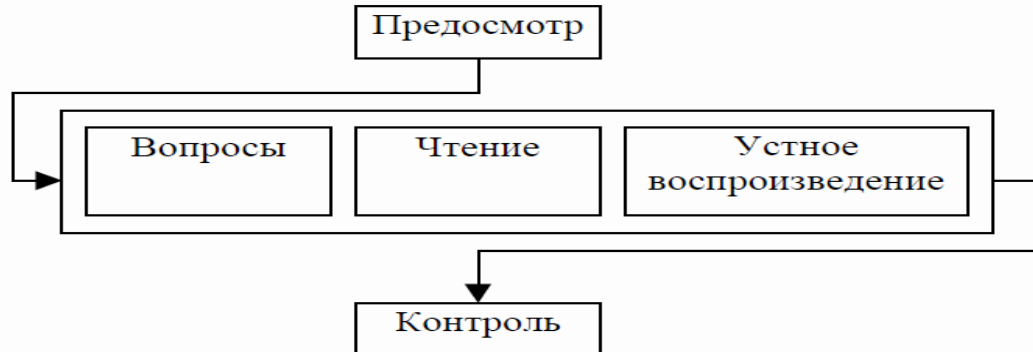 Предосмотр
Вопросы
Чтение
Устное
воспроизведение
Контроль